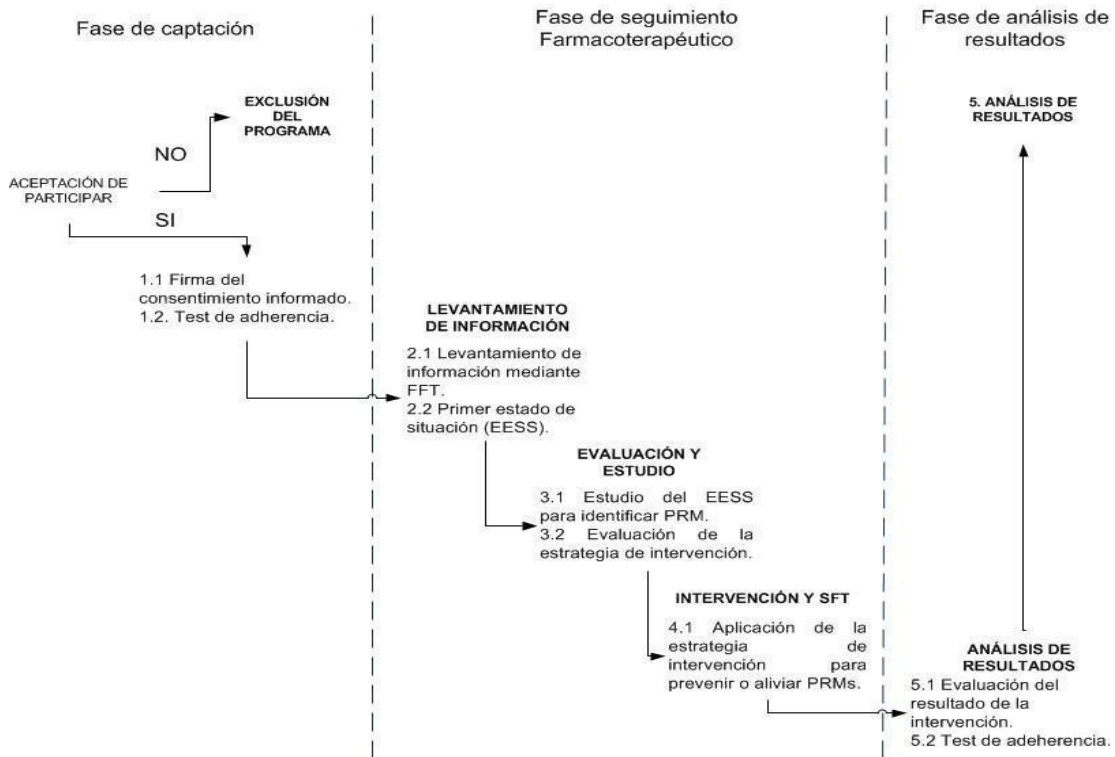 Fase de captación
Fase de seguimiento
Farmacoterapéutico
Fase de análisis de
resultados
EXCLUSIÓN
DEL
PROGRAMA
NO
ACEPTACIÓN DE
PARTICIPAR
SI
1.1 Firma del
consentimiento informado.
1.2. Test de adherencia.
LEVANTAMIENTO
DE INFORMACIÓN
2.1 Levantamiento de
información mediante
FFT.
2.2 Primer estado de
situación (EESS).
EVALUACIÓN Y
ESTUDIO
3.1 Estudio del EESS
para identificar PRM.
3.2 Evaluación de la
estrategia de intervención.
INTERVENCIÓN Y SFT
4.1 Aplicación de la
estrategia de
intervención para
prevenir o aliviar PRMs.
ANÁLISIS DE
RESULTADOS
5.1 Evaluación del
resultado de la
intervención.
5.2 Test de adeherencia.
5. ANÁLISIS DE
RESULTADOS